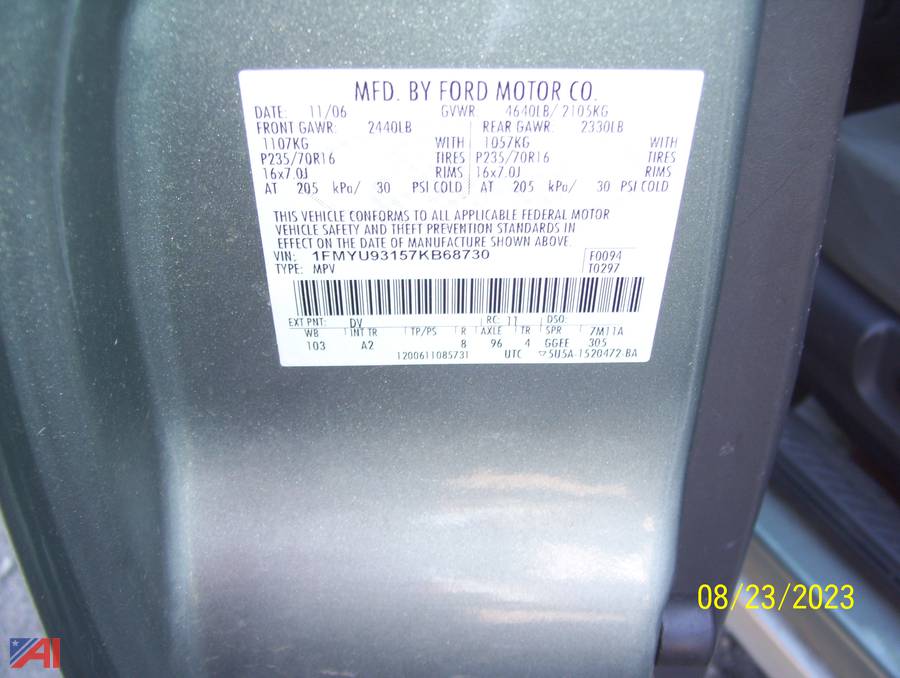 MFD. BY FORD MOTOR CO.
DATE: 11/06 GVWR: 4640LB/ 2105KG
FRONT GAWR: 2440LB REAR GAWR: 2330LB
1107KG WITH 1057KG WITH
P235/70R16 TIRES P235/70R16 TIRES
16x7.0J RIMS 16x7.0J RIMS
AT 205 kPa/ 30 PSI COLD AT 205 kPa/ 30 PSI COLD
THIS VEHICLE CONFORMS TO ALL APPLICABLE FEDERAL MOTOR
VEHICLE SAFETY AND THEFT PREVENTION STANDARDS IN
EFFECT ON THE DATE OF MANUFACTURE SHOWN ABOVE.
VIN: 1FMYU93157KB68730 F0094
TYPE: MPV T0297
EXT PNT: DV RC: 11 DSO:
WB INT TR TP/PS R AXLE TR SPR 7M11A
103 A2 8 96 4 GGEE 305
1200611085731 UTC 5U5A-1520472-BA
08/23/2023
AI